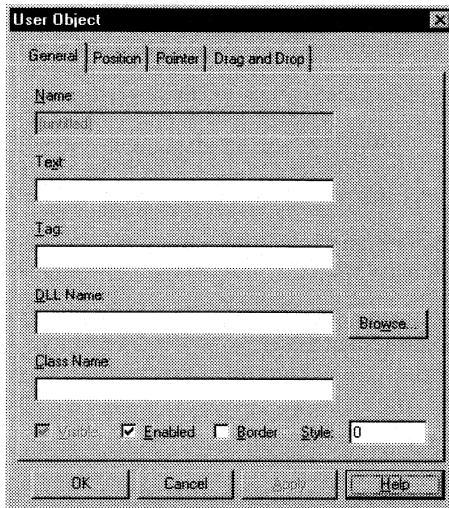 User Object
General Position Pointer Drag and Drop
Name:
(untitled)
Text:
Tag:
DLL Name:
Browse...
Class Name:
Visible Enabled Border Style: 0
OK Cancel Apply Help